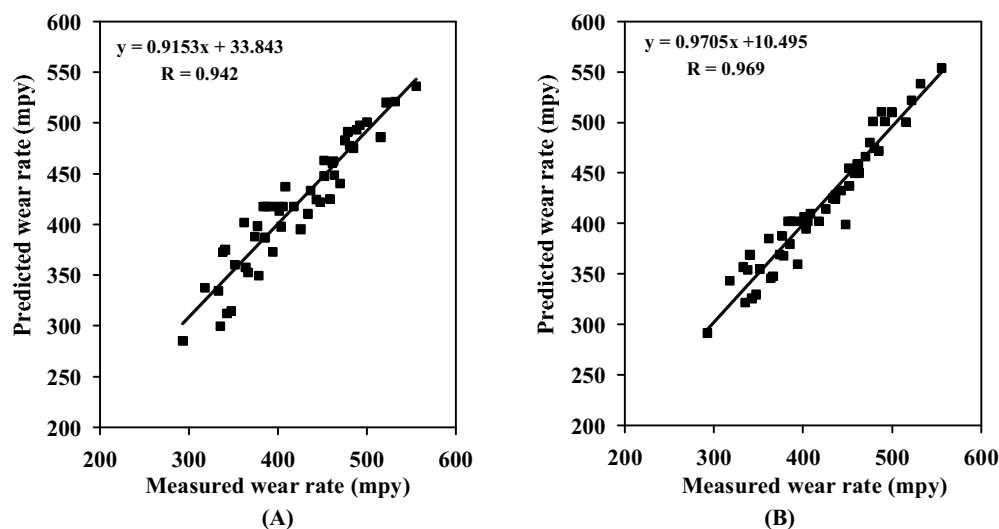 y = 0.9153x + 33.843
R = 0.942
Predicted wear rate (mpy)
600
550
500
450
400
350
300
250
200
200 300 400 500 600
Measured wear rate (mpy)
(A)
y = 0.9705x +10.495
R = 0.969
Predicted wear rate (mpy)
600
550
500
450
400
350
300
250
200
200 300 400 500 600
Measured wear rate (mpy)
(B)